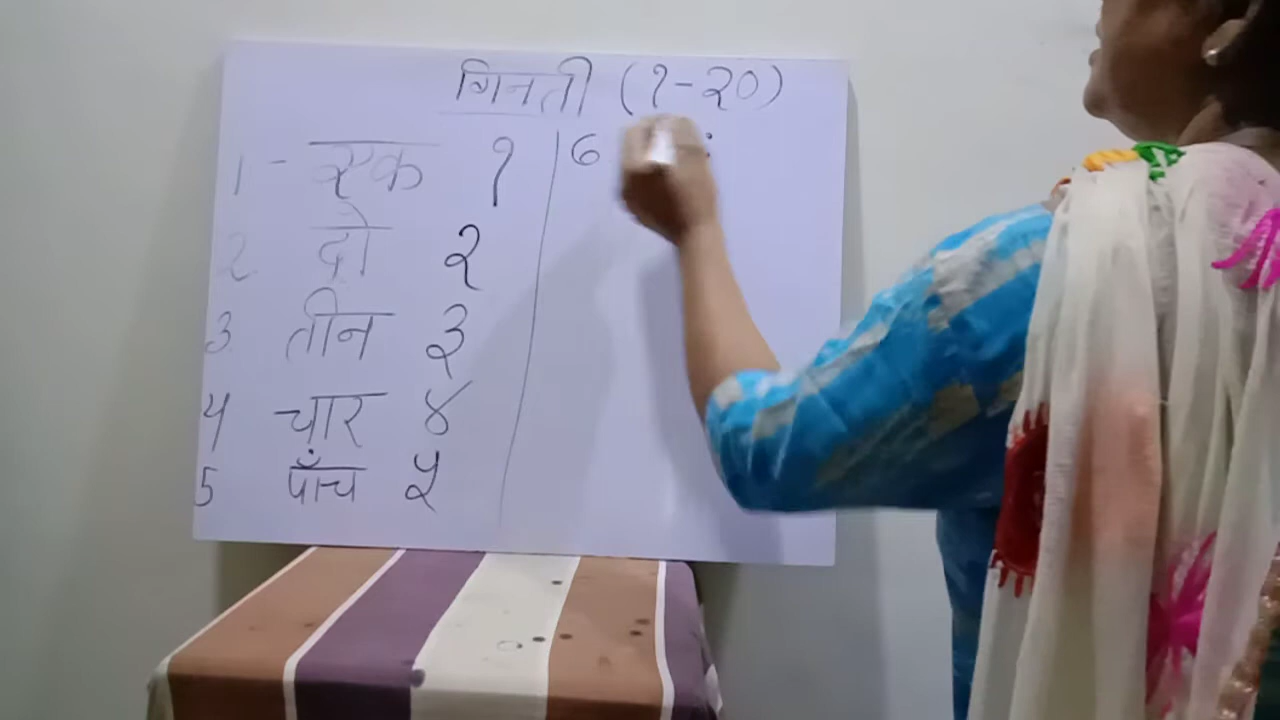 गिनती (१-२०)
1 - एक १
2. दो २
3. तीन ३
4 चार ४
5 पाँच ५
6